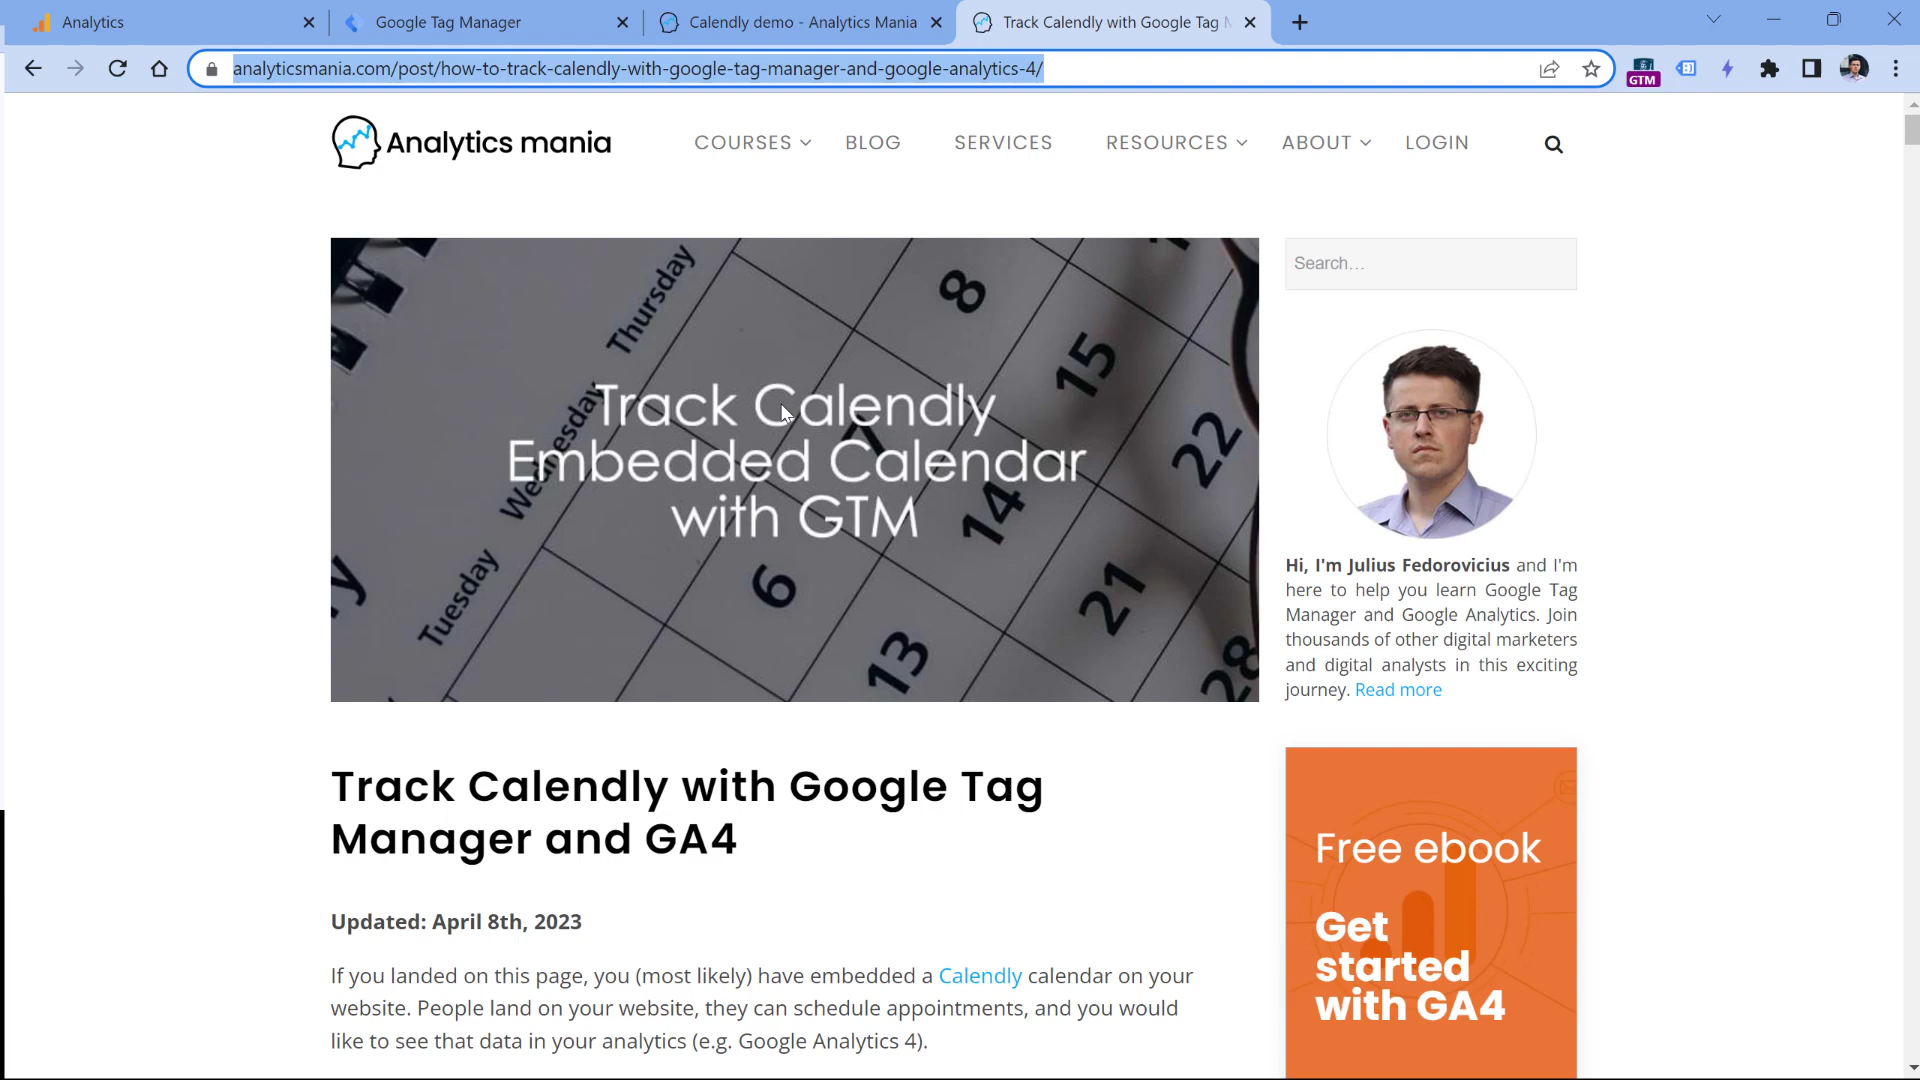 Analytics
Google Tag Manager
Calendly demo - Analytics Mania
Track Calendly with Google Tag
analyticsmania.com/post/how-to-track-calendly-with-google-tag-manager-and-google-analytics-4/
GTM
Analytics mania
COURSES
BLOG
SERVICES
RESOURCES
ABOUT
LOGIN
Thursday
Wednesday
Tuesday
8
15
22
7
14
21
28
6
13
Track Calendly
Embedded Calendar
with GTM
Search...
Hi, I'm Julius Fedorovicius and I'm
here to help you learn Google Tag
Manager and Google Analytics. Join
thousands of other digital marketers
and digital analysts in this exciting
journey. Read more
Track Calendly with Google Tag
Manager and GA4
Updated: April 8th, 2023
If you landed on this page, you (most likely) have embedded a Calendly calendar on your
website. People land on your website, they can schedule appointments, and you would
like to see that data in your analytics (e.g. Google Analytics 4).
Free ebook
Get
started
with GA4